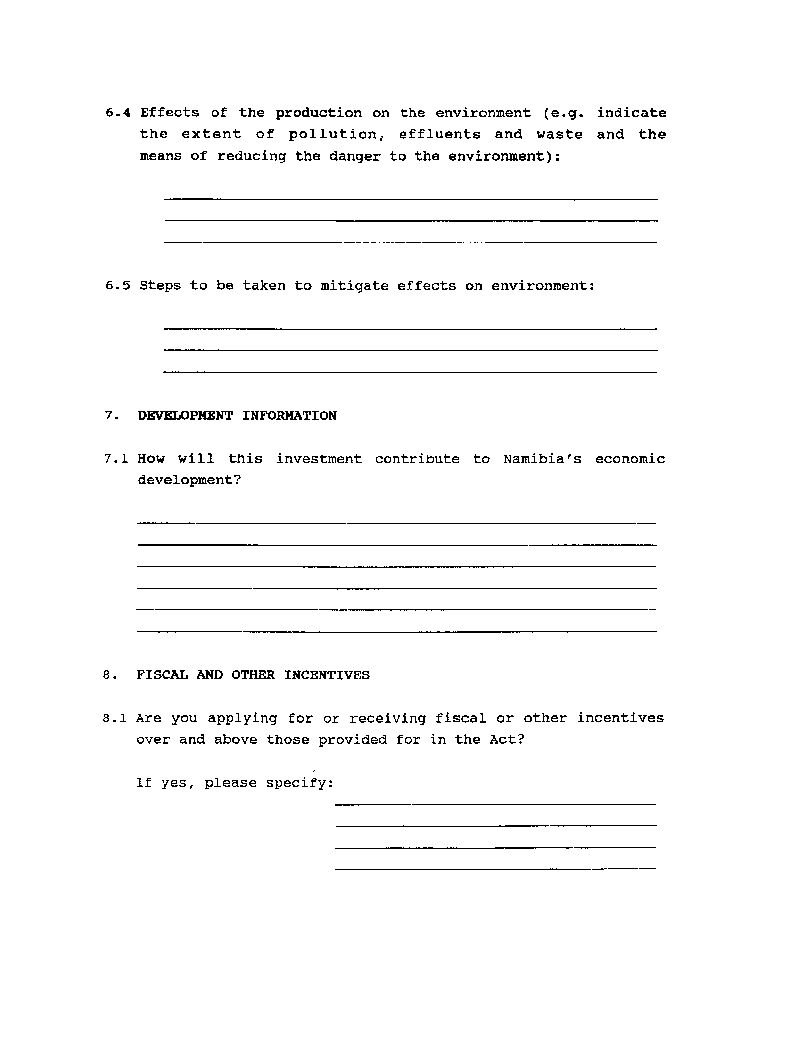 6.4 Effects of the production on the environment (e.g. indicate
the extent of pollution, effluents and waste and the
means of reducing the danger to the environment):
6.5 Steps to be taken to mitigate effects on environment:
7. DEVELOPMENT INFORMATION
7.1 How will this investment contribute to Namibia's economic
development?
8. FISCAL AND OTHER INCENTIVES
8.1 Are you applying for or receiving fiscal or other incentives
over and above those provided for in the Act?
If yes, please specify: